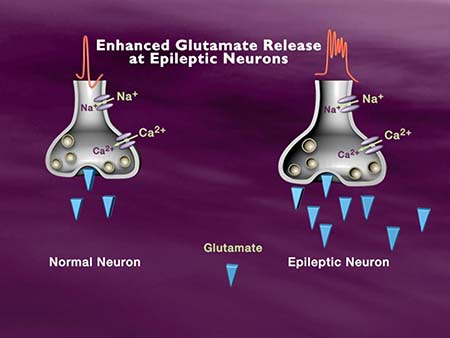 Enhanced Glutamate Release
at Epileptic Neurons
Na⁺
Na⁺
Ca²⁺
Ca²⁺
Na⁺
Na⁺
Ca²⁺
Ca²⁺
Glutamate
Normal Neuron
Epileptic Neuron